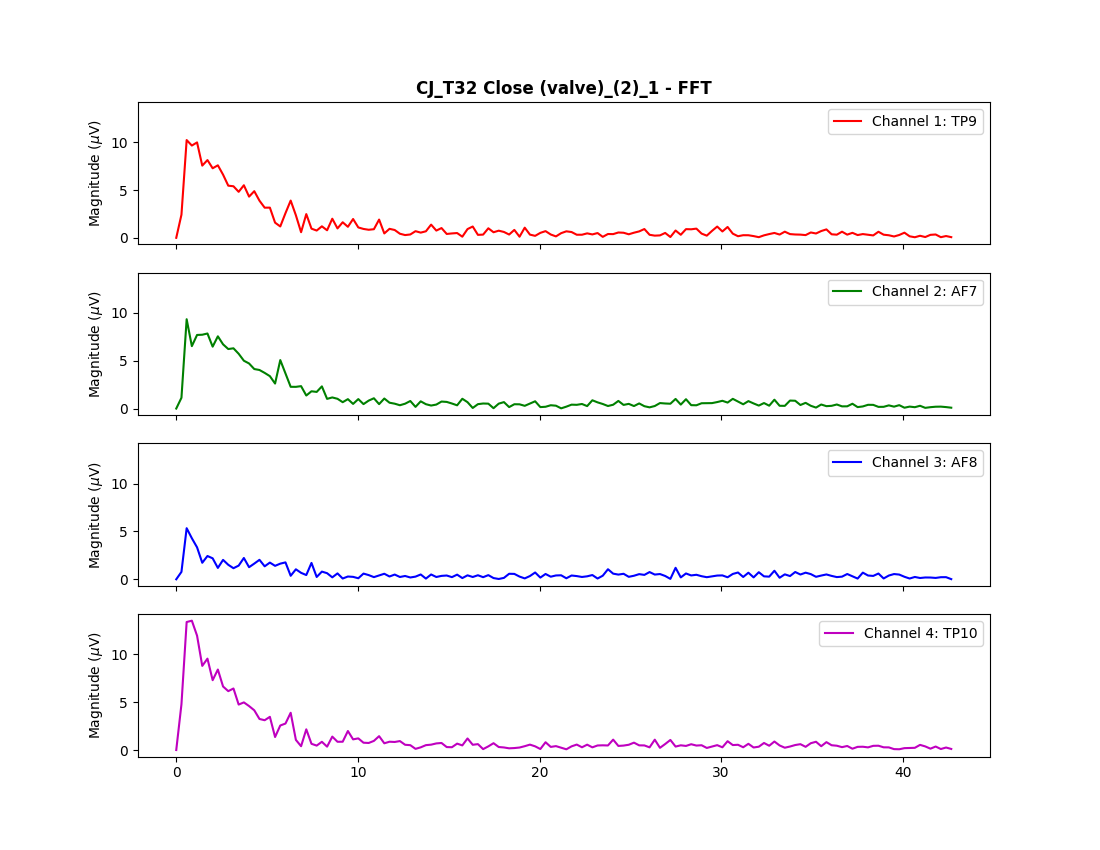 CJ_T32 Close (valve)_(2)_1 - FFT
Channel 1: TP9
Magnitude (μV)
10
5
0
Channel 2: AF7
Magnitude (μV)
10
5
0
Channel 3: AF8
Magnitude (μV)
10
5
0
Channel 4: TP10
Magnitude (μV)
10
5
0
0 10 20 30 40